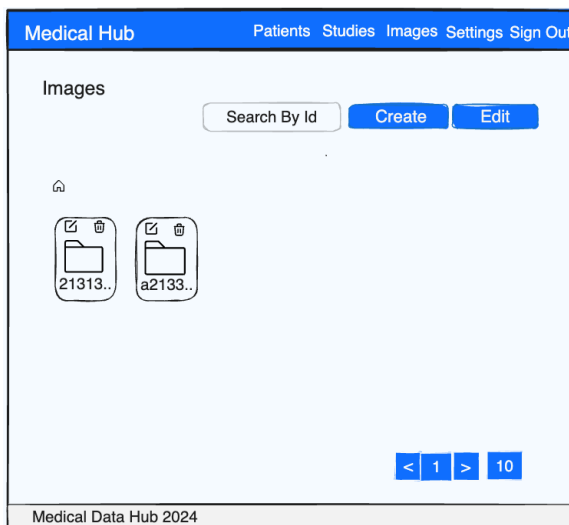 Medical Hub Patients Studies Images Settings Sign Out
Images
Search By Id Create Edit
21313.. a2133..
< 1 > 10
Medical Data Hub 2024